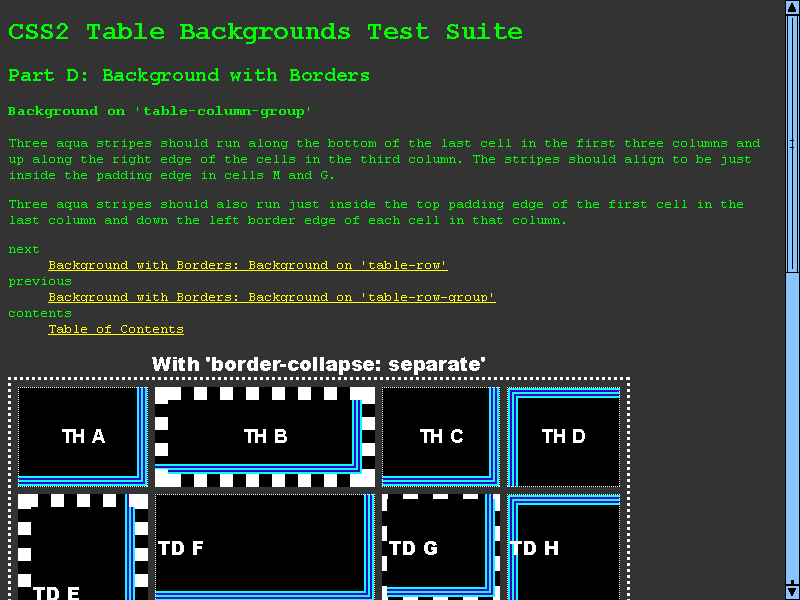 CSS2 Table Backgrounds Test Suite
Part D: Background with Borders
Background on 'table-column-group'
Three aqua stripes should run along the bottom of the last cell in the first three columns and
up along the right edge of the cells in the third column. The stripes should align to be just
inside the padding edge in cells M and G.
Three aqua stripes should also run just inside the top padding edge of the first cell in the
last column and down the left border edge of each cell in that column.
next
Background with Borders: Background on 'table-row'
previous
Background with Borders: Background on 'table-row-group'
contents
Table of Contents
With 'border-collapse: separate'
TH A TH B TH C TH D
TD F TD G TD H
TD E